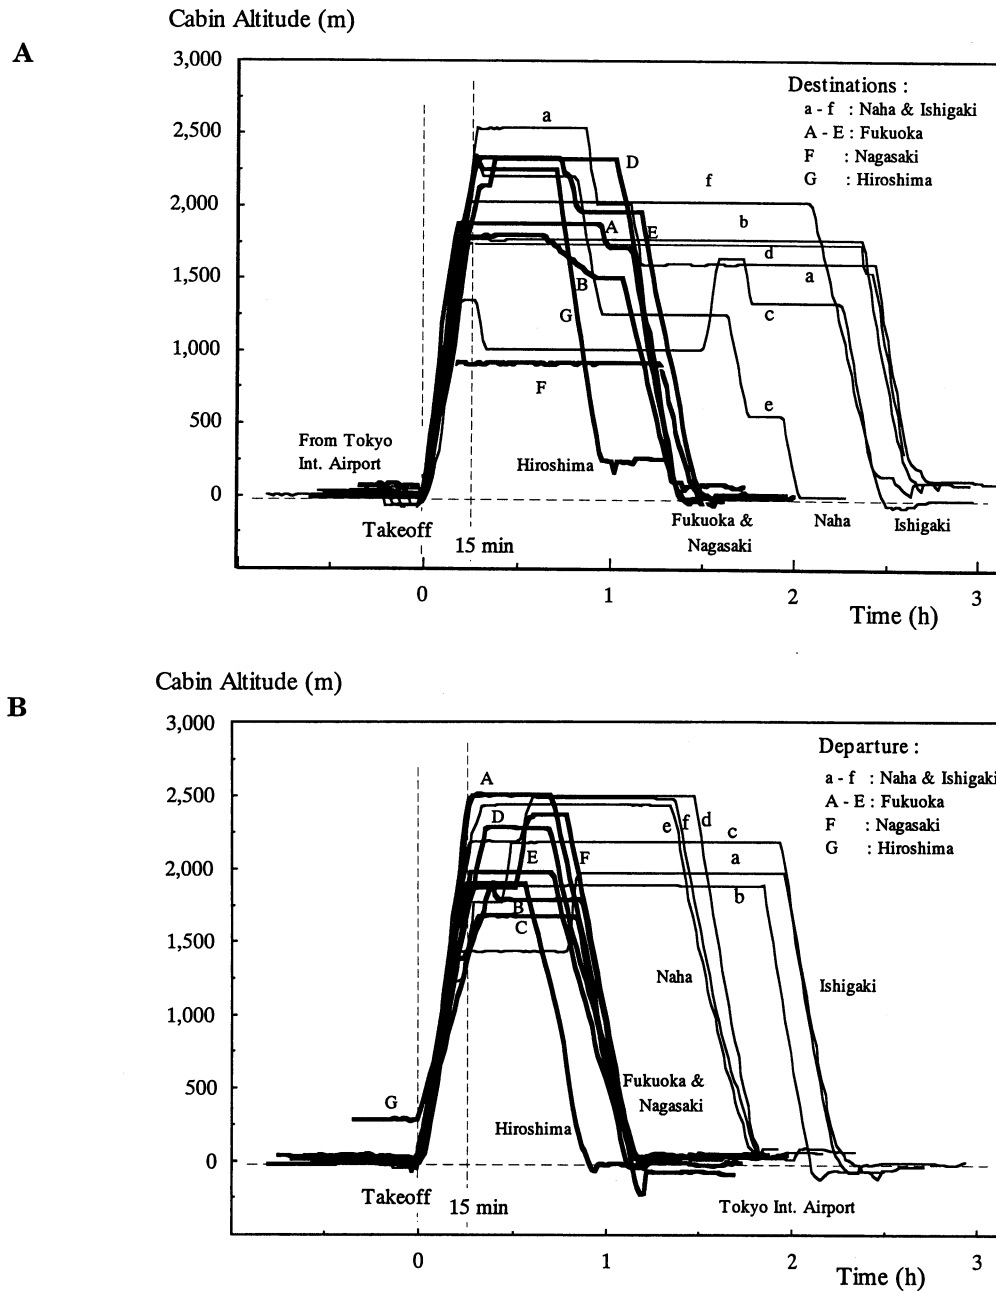 A
Cabin Altitude (m)
3,000
2,500
2,000
1,500
1,000
500
0
Destinations :
a - f : Naha & Ishigaki
A - E : Fukuoka
F : Nagasaki
G : Hiroshima
a
D
f
b
A
E
d
a
B
G
c
F
e
From Tokyo
Int. Airport
Hiroshima
Takeoff
15 min
Fukuoka &
Nagasaki
Naha
Ishigaki
0
1
2
3
Time (h)
B
Cabin Altitude (m)
3,000
2,500
2,000
1,500
1,000
500
0
Departure :
a - f : Naha & Ishigaki
A - E : Fukuoka
F : Nagasaki
G : Hiroshima
A
D
e
f
d
c
E
F
a
B
b
C
Naha
Ishigaki
G
Fukuoka &
Nagasaki
Hiroshima
Takeoff
15 min
Tokyo Int. Airport
0
1
2
3
Time (h)